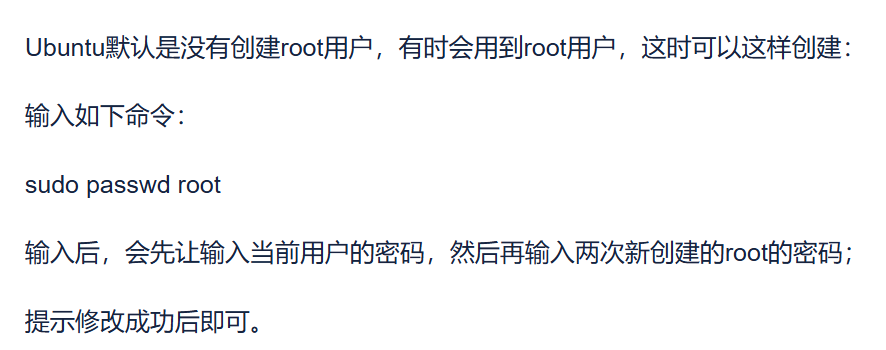 Ubuntu默认是没有创建root用户，有时会用到root用户，这时可以这样创建：
输入如下命令：
sudo passwd root
输入后，会先让输入当前用户的密码，然后再输入两次新创建的root的密码；
提示修改成功后即可。